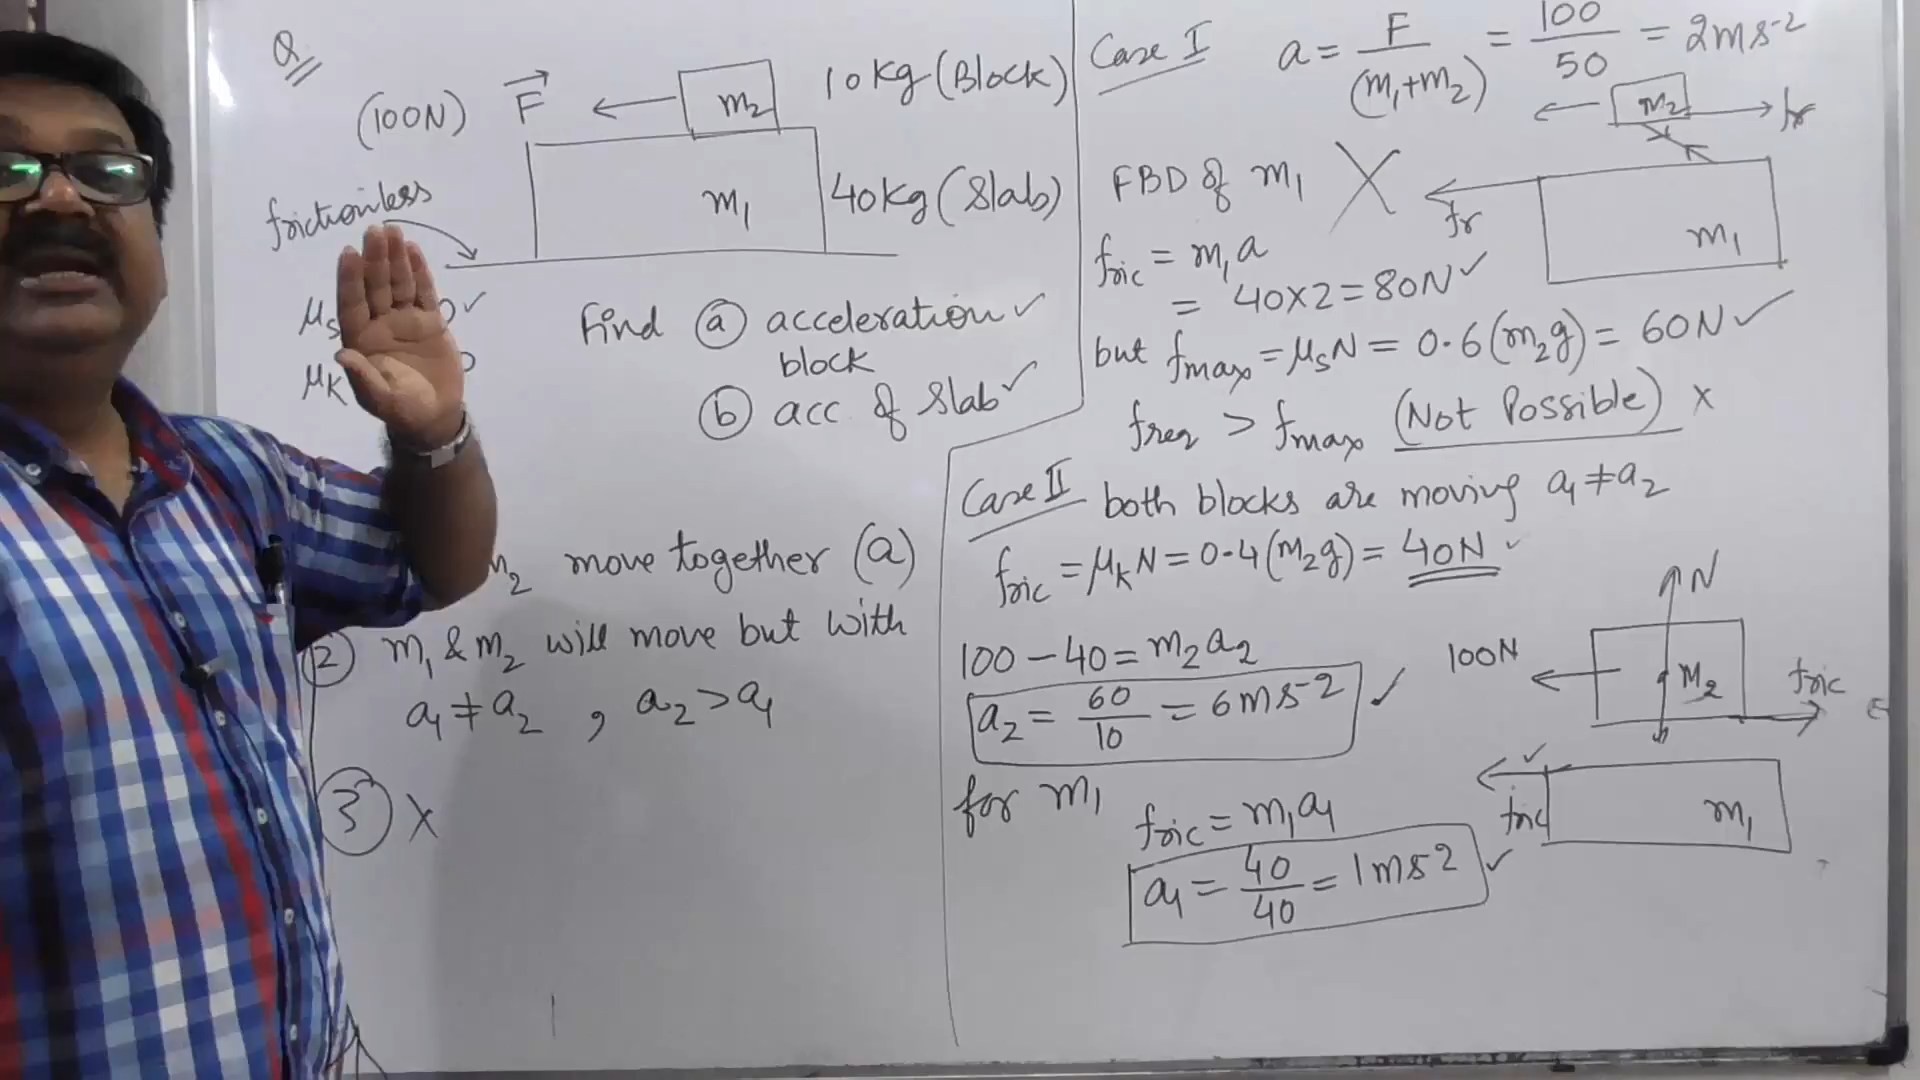 Q
(100N) F⃗ m₂ 10kg (Block)
frictionless
m₁ 40kg (Slab)
μs
μK
Find (a) acceleration ✓
block
(b) acc. of slab ✓
m₂ move together (a)
(2) m₁ & m₂ will move but with
a₁ ≠ a₂ , a₂ > a₁
(3) X
Case I a = F/(m₁+m₂) = 100/50 = 2ms⁻²
m₂ fr
FBD of m₁ X
fr m₁
fric = m₁a
= 40×2 = 80N ✓
but fmax = μsN = 0.6(m₂g) = 60N ✓
freq > fmax (Not Possible) X
Case II both blocks are moving a₁ ≠ a₂
fric = μKN = 0.4(m₂g) = 40N ✓
N
100N M₂ fric
100 – 40 = m₂a₂
a₂ = 60/10 = 6ms⁻² ✓
for m₁
fric m₁
fric = m₁a₁
a₁ = 40/40 = 1ms⁻² ✓